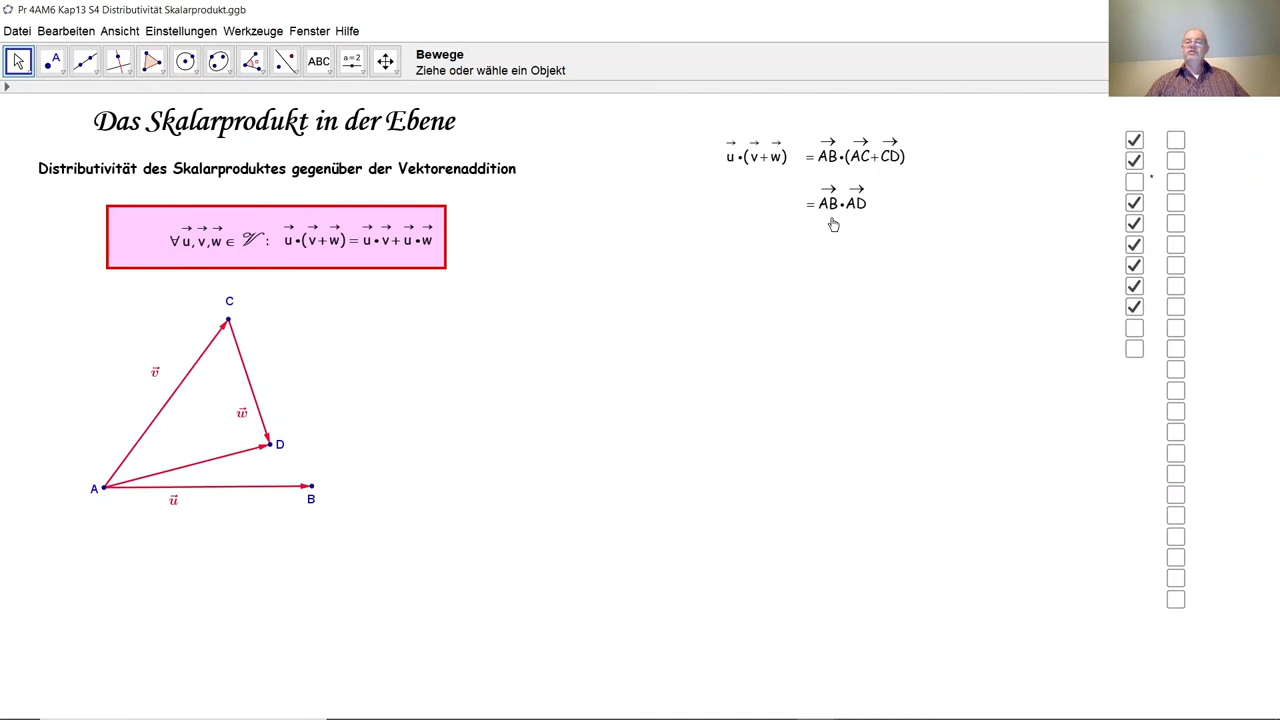 Pr 4AM6 Kap13 S4 Distributivität Skalarprodukt.ggb
Datei Bearbeiten Ansicht Einstellungen Werkzeuge Fenster Hilfe
A
ABC
a=2
Bewege
Ziehe oder wähle ein Objekt
Das Skalarprodukt in der Ebene
Distributivität des Skalarproduktes gegenüber der Vektorenaddition
∀ u⃗, v⃗, w⃗ ∈ 𝒱 : u⃗ • (v⃗ + w⃗) = u⃗ • v⃗ + u⃗ • w⃗
u⃗ • (v⃗ + w⃗) = AB⃗ • (AC⃗ + CD⃗)
= AB⃗ • AD⃗
C
v⃗
w⃗
D
A
B
u⃗